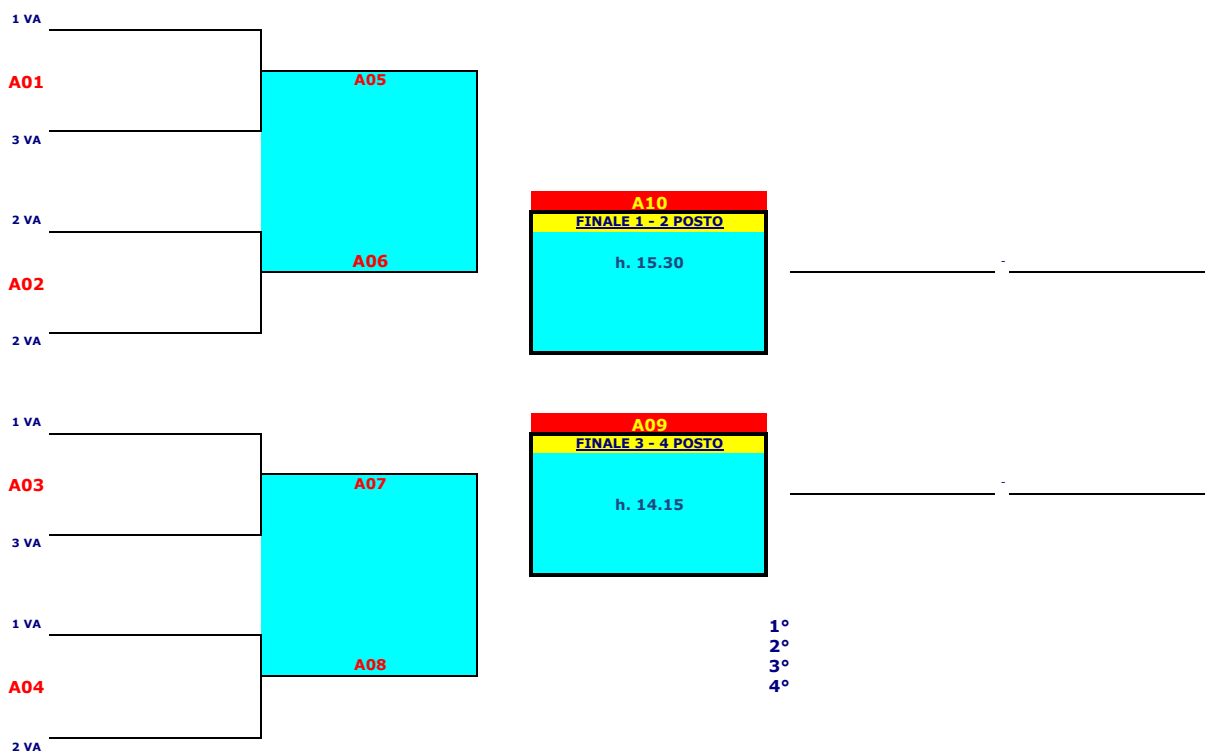 1 VA
A01
A05
3 VA
2 VA
A10
FINALE 1 - 2 POSTO
A06
h. 15.30
-
A02
2 VA
1 VA
A09
FINALE 3 - 4 POSTO
A03
A07
-
h. 14.15
3 VA
1 VA
1°
2°
A08
3°
A04
4°
2 VA